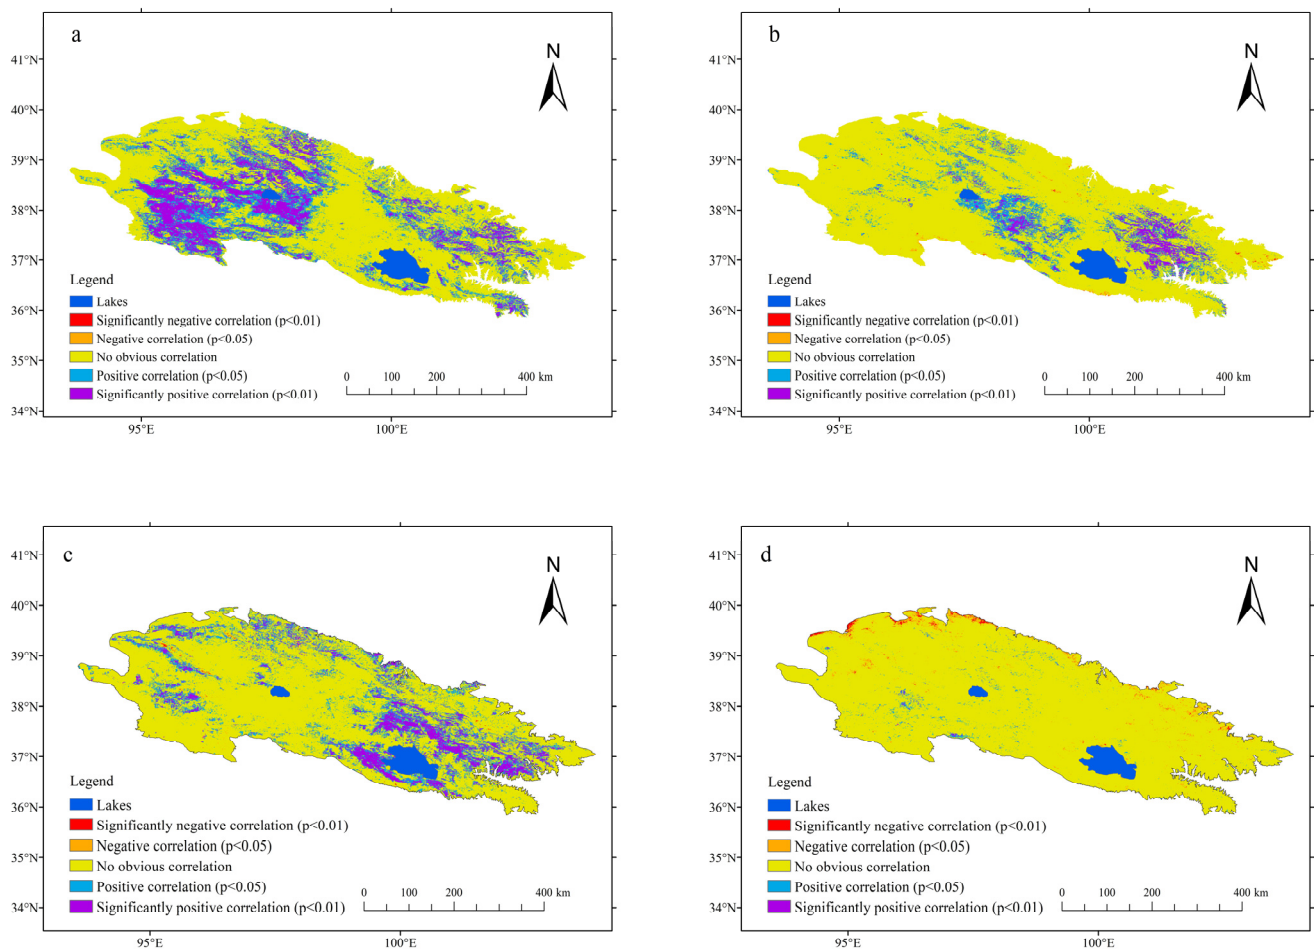 a
N
41°N
40°N
39°N
38°N
37°N
36°N
35°N
34°N
Legend
Lakes
Significantly negative correlation (p<0.01)
Negative correlation (p<0.05)
No obvious correlation
Positive correlation (p<0.05)
Significantly positive correlation (p<0.01)
0 100 200 400 km
95°E 100°E
b
N
41°N
40°N
39°N
38°N
37°N
36°N
35°N
34°N
Legend
Lakes
Significantly negative correlation (p<0.01)
Negative correlation (p<0.05)
No obvious correlation
Positive correlation (p<0.05)
Significantly positive correlation (p<0.01)
0 100 200 400 km
95°E 100°E
c
N
41°N
40°N
39°N
38°N
37°N
36°N
35°N
34°N
Legend
Lakes
Significantly negative correlation (p<0.01)
Negative correlation (p<0.05)
No obvious correlation
Positive correlation (p<0.05)
Significantly positive correlation (p<0.01)
0 100 200 400 km
95°E 100°E
d
N
41°N
40°N
39°N
38°N
37°N
36°N
35°N
34°N
Legend
Lakes
Significantly negative correlation (p<0.01)
Negative correlation (p<0.05)
No obvious correlation
Positive correlation (p<0.05)
Significantly positive correlation (p<0.01)
0 100 200 400 km
95°E 100°E